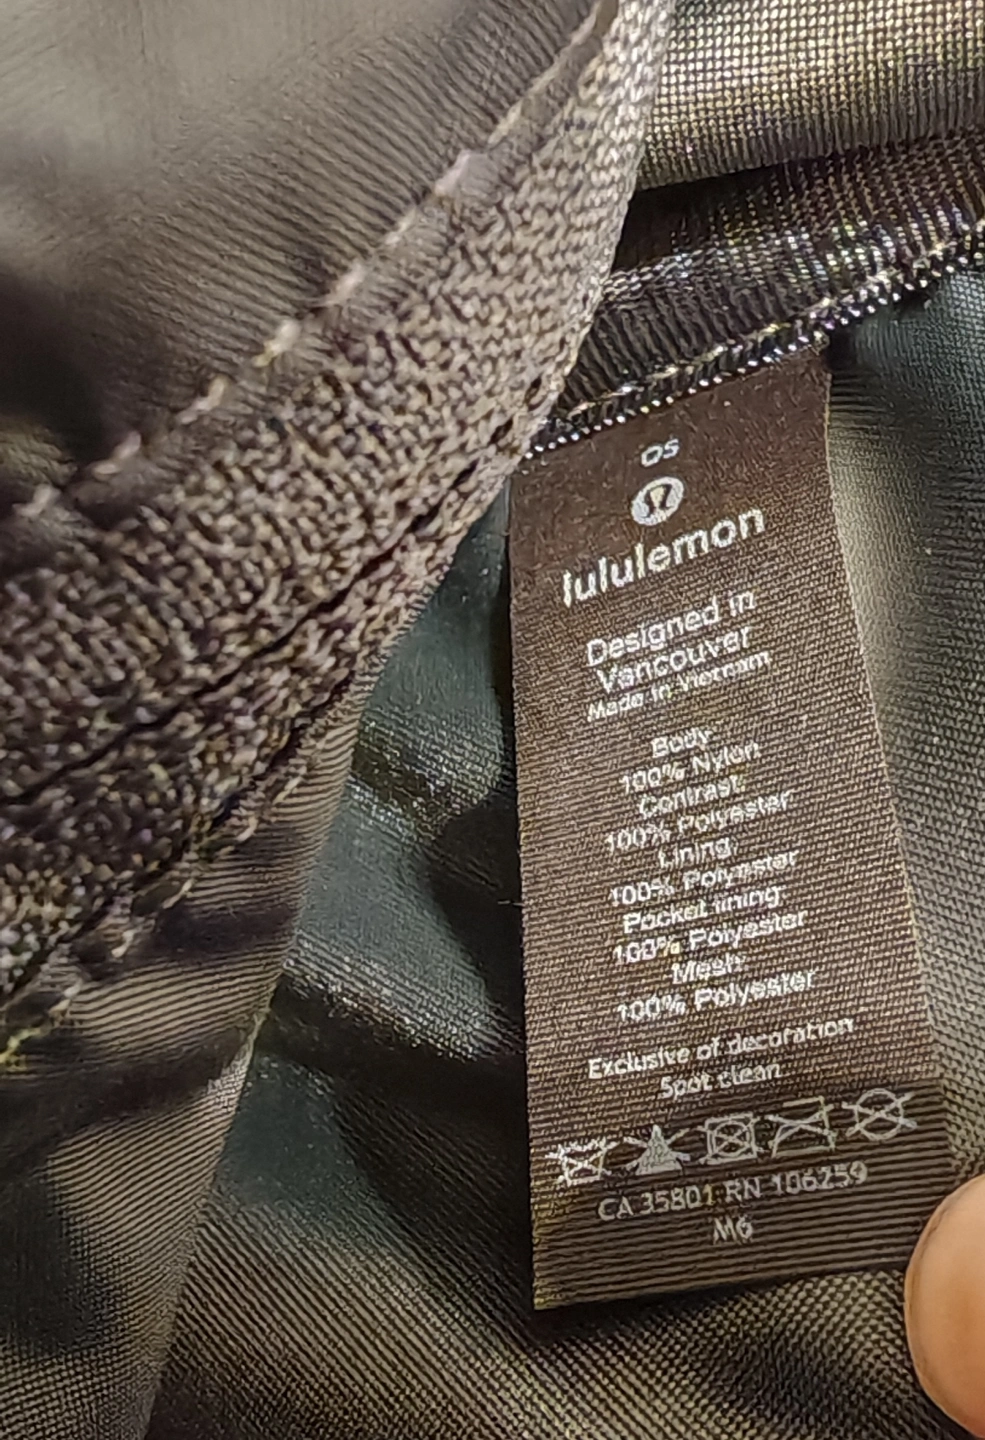 OS
lululemon
Designed in
Vancouver
Made in Vietnam
Body:
100% Nylon
Contrast:
100% Polyester
Lining:
100% Polyester
Pocket lining:
100% Polyester
Mesh:
100% Polyester
Exclusive of decoration
Spot clean
CA 35801 RN 106259
M6